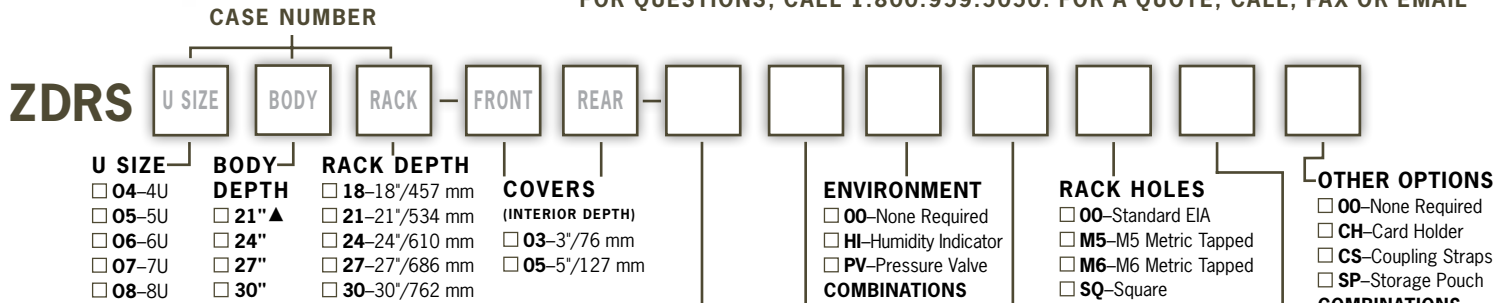 FOR QUESTIONS, CALL 1.800.959.5050. FOR A QUOTE, CALL, FAX OR EMAIL
CASE NUMBER
ZDRS U SIZE BODY RACK – FRONT REAR –
U SIZE
☐ 04–4U
☐ 05–5U
☐ 06–6U
☐ 07–7U
☐ 08–8U
BODY
DEPTH
☐ 21"▲
☐ 24"
☐ 27"
☐ 30"
RACK DEPTH
☐ 18–18"/457 mm
☐ 21–21"/534 mm
☐ 24–24"/610 mm
☐ 27–27"/686 mm
☐ 30–30"/762 mm
COVERS
(INTERIOR DEPTH)
☐ 03–3"/76 mm
☐ 05–5"/127 mm
ENVIRONMENT
☐ 00–None Required
☐ HI–Humidity Indicator
☐ PV–Pressure Valve
COMBINATIONS
RACK HOLES
☐ 00–Standard EIA
☐ M5–M5 Metric Tapped
☐ M6–M6 Metric Tapped
☐ SQ–Square
OTHER OPTIONS
☐ 00–None Required
☐ CH–Card Holder
☐ CS–Coupling Straps
☐ SP–Storage Pouch
COMBINATIONS